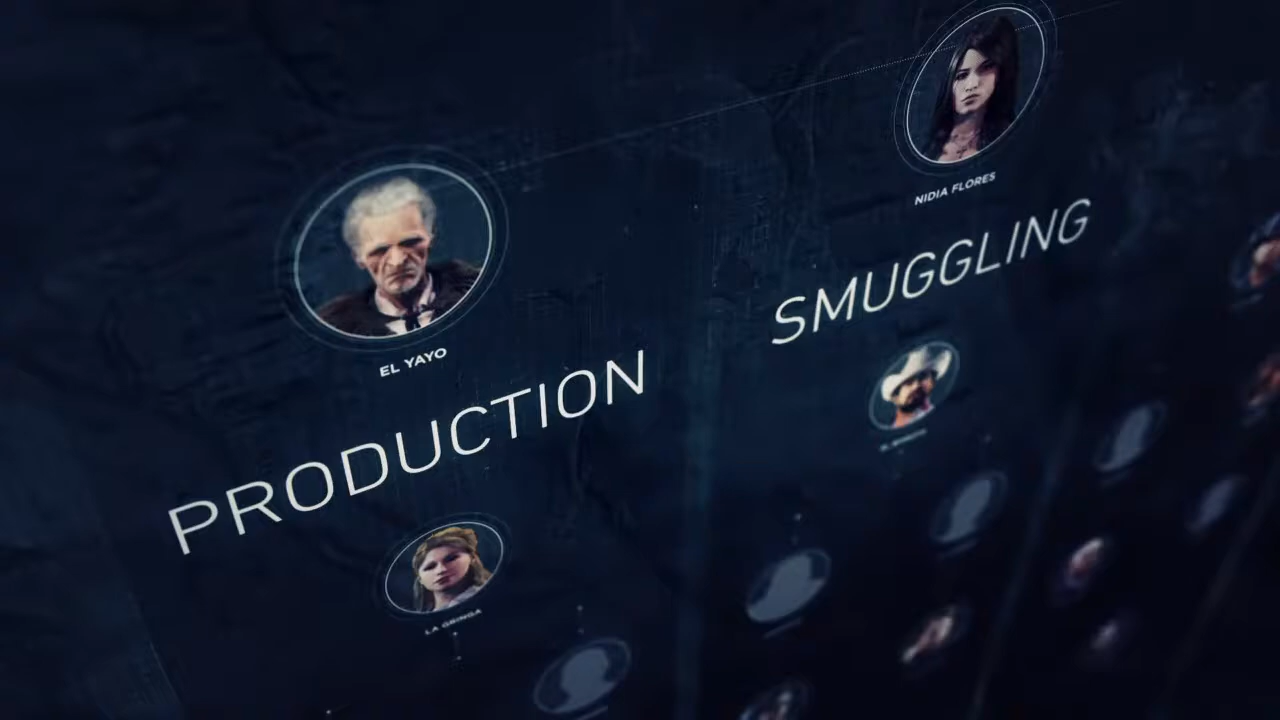 NIDIA FLORES
SMUGGLING
EL YAYO
PRODUCTION
LA GRINGA